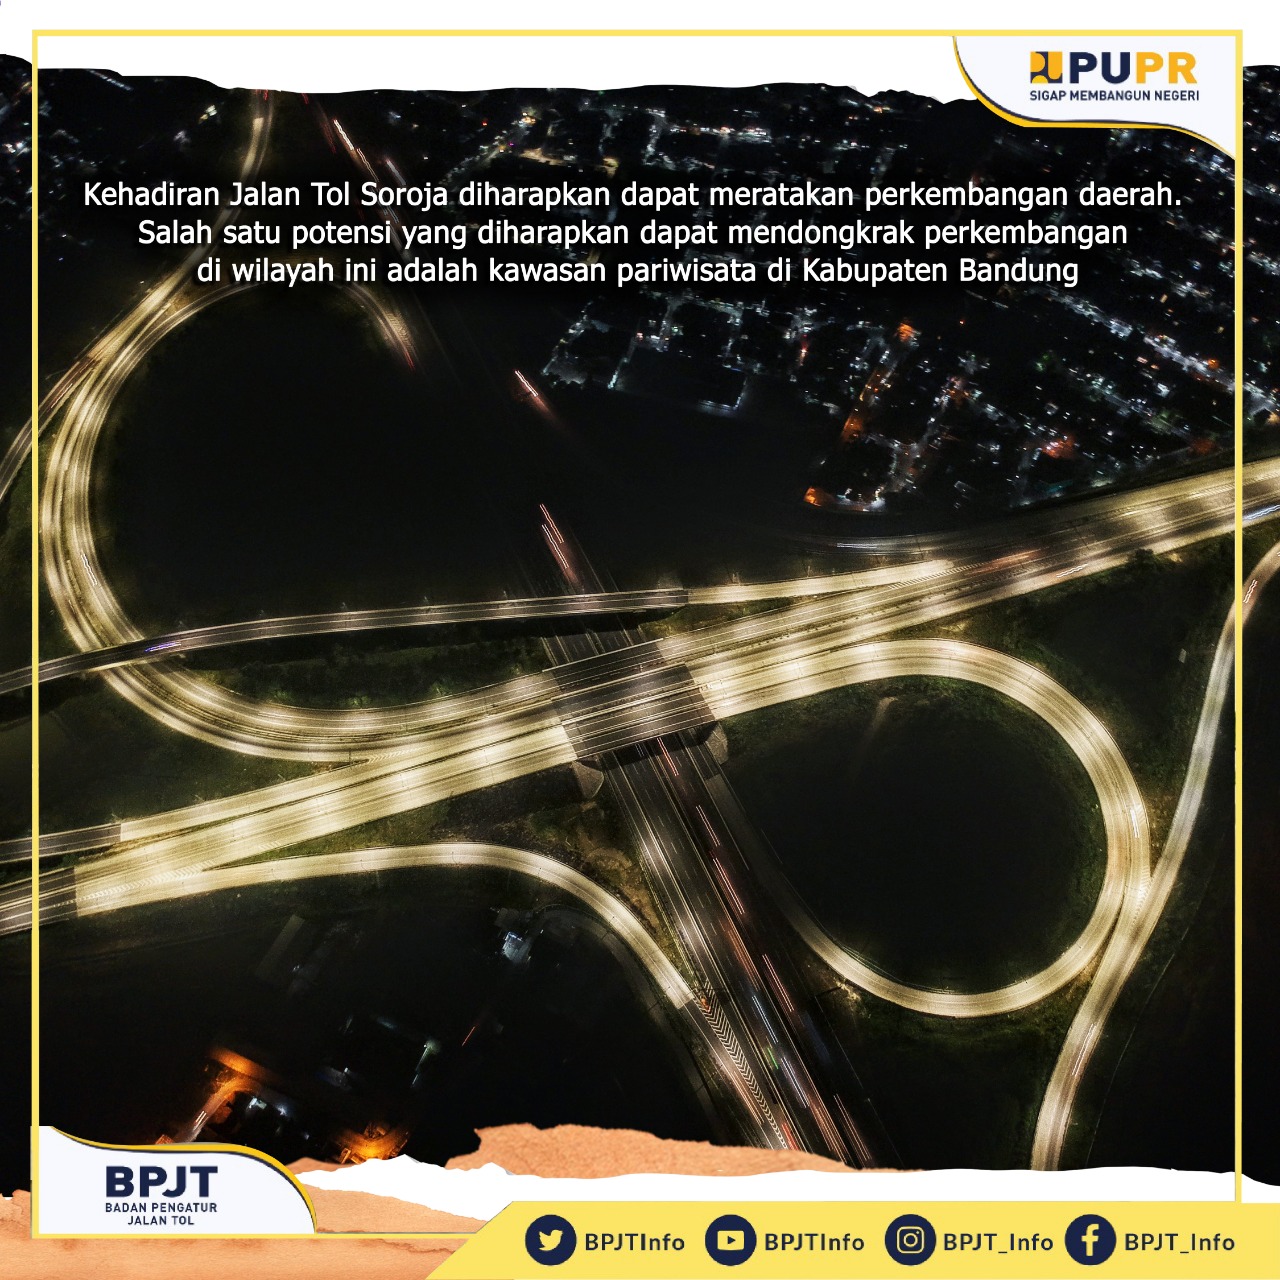 PUPR
SIGAP MEMBANGUN NEGERI
Kehadiran Jalan Tol Soroja diharapkan dapat meratakan perkembangan daerah.
Salah satu potensi yang diharapkan dapat mendongkrak perkembangan
di wilayah ini adalah kawasan pariwisata di Kabupaten Bandung
BPJT
BADAN PENGATUR
JALAN TOL
BPJTInfo BPJTInfo BPJT_Info BPJT_Info